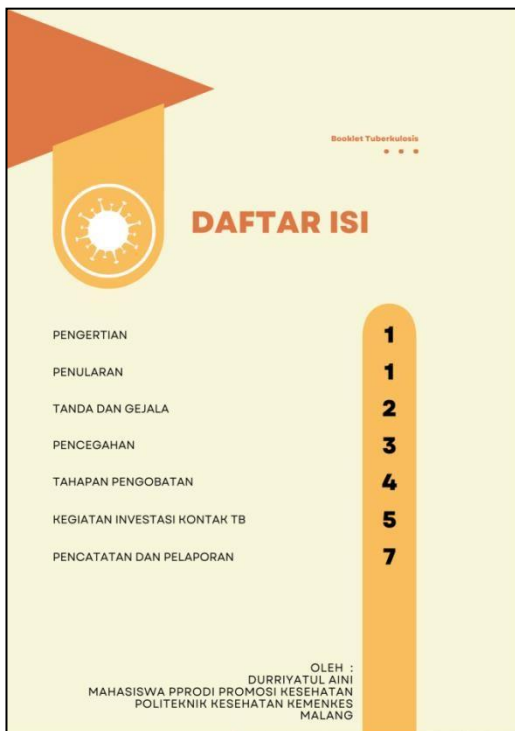 Booklet Tuberkulosis
DAFTAR ISI
PENGERTIAN 1
PENULARAN 1
TANDA DAN GEJALA 2
PENCEGAHAN 3
TAHAPAN PENGOBATAN 4
KEGIATAN INVESTASI KONTAK TB 5
PENCATATAN DAN PELAPORAN 7
OLEH :
DURRIYATUL AINI
MAHASISWA PPRODI PROMOSI KESEHATAN
POLITEKNIK KESEHATAN KEMENKES
MALANG